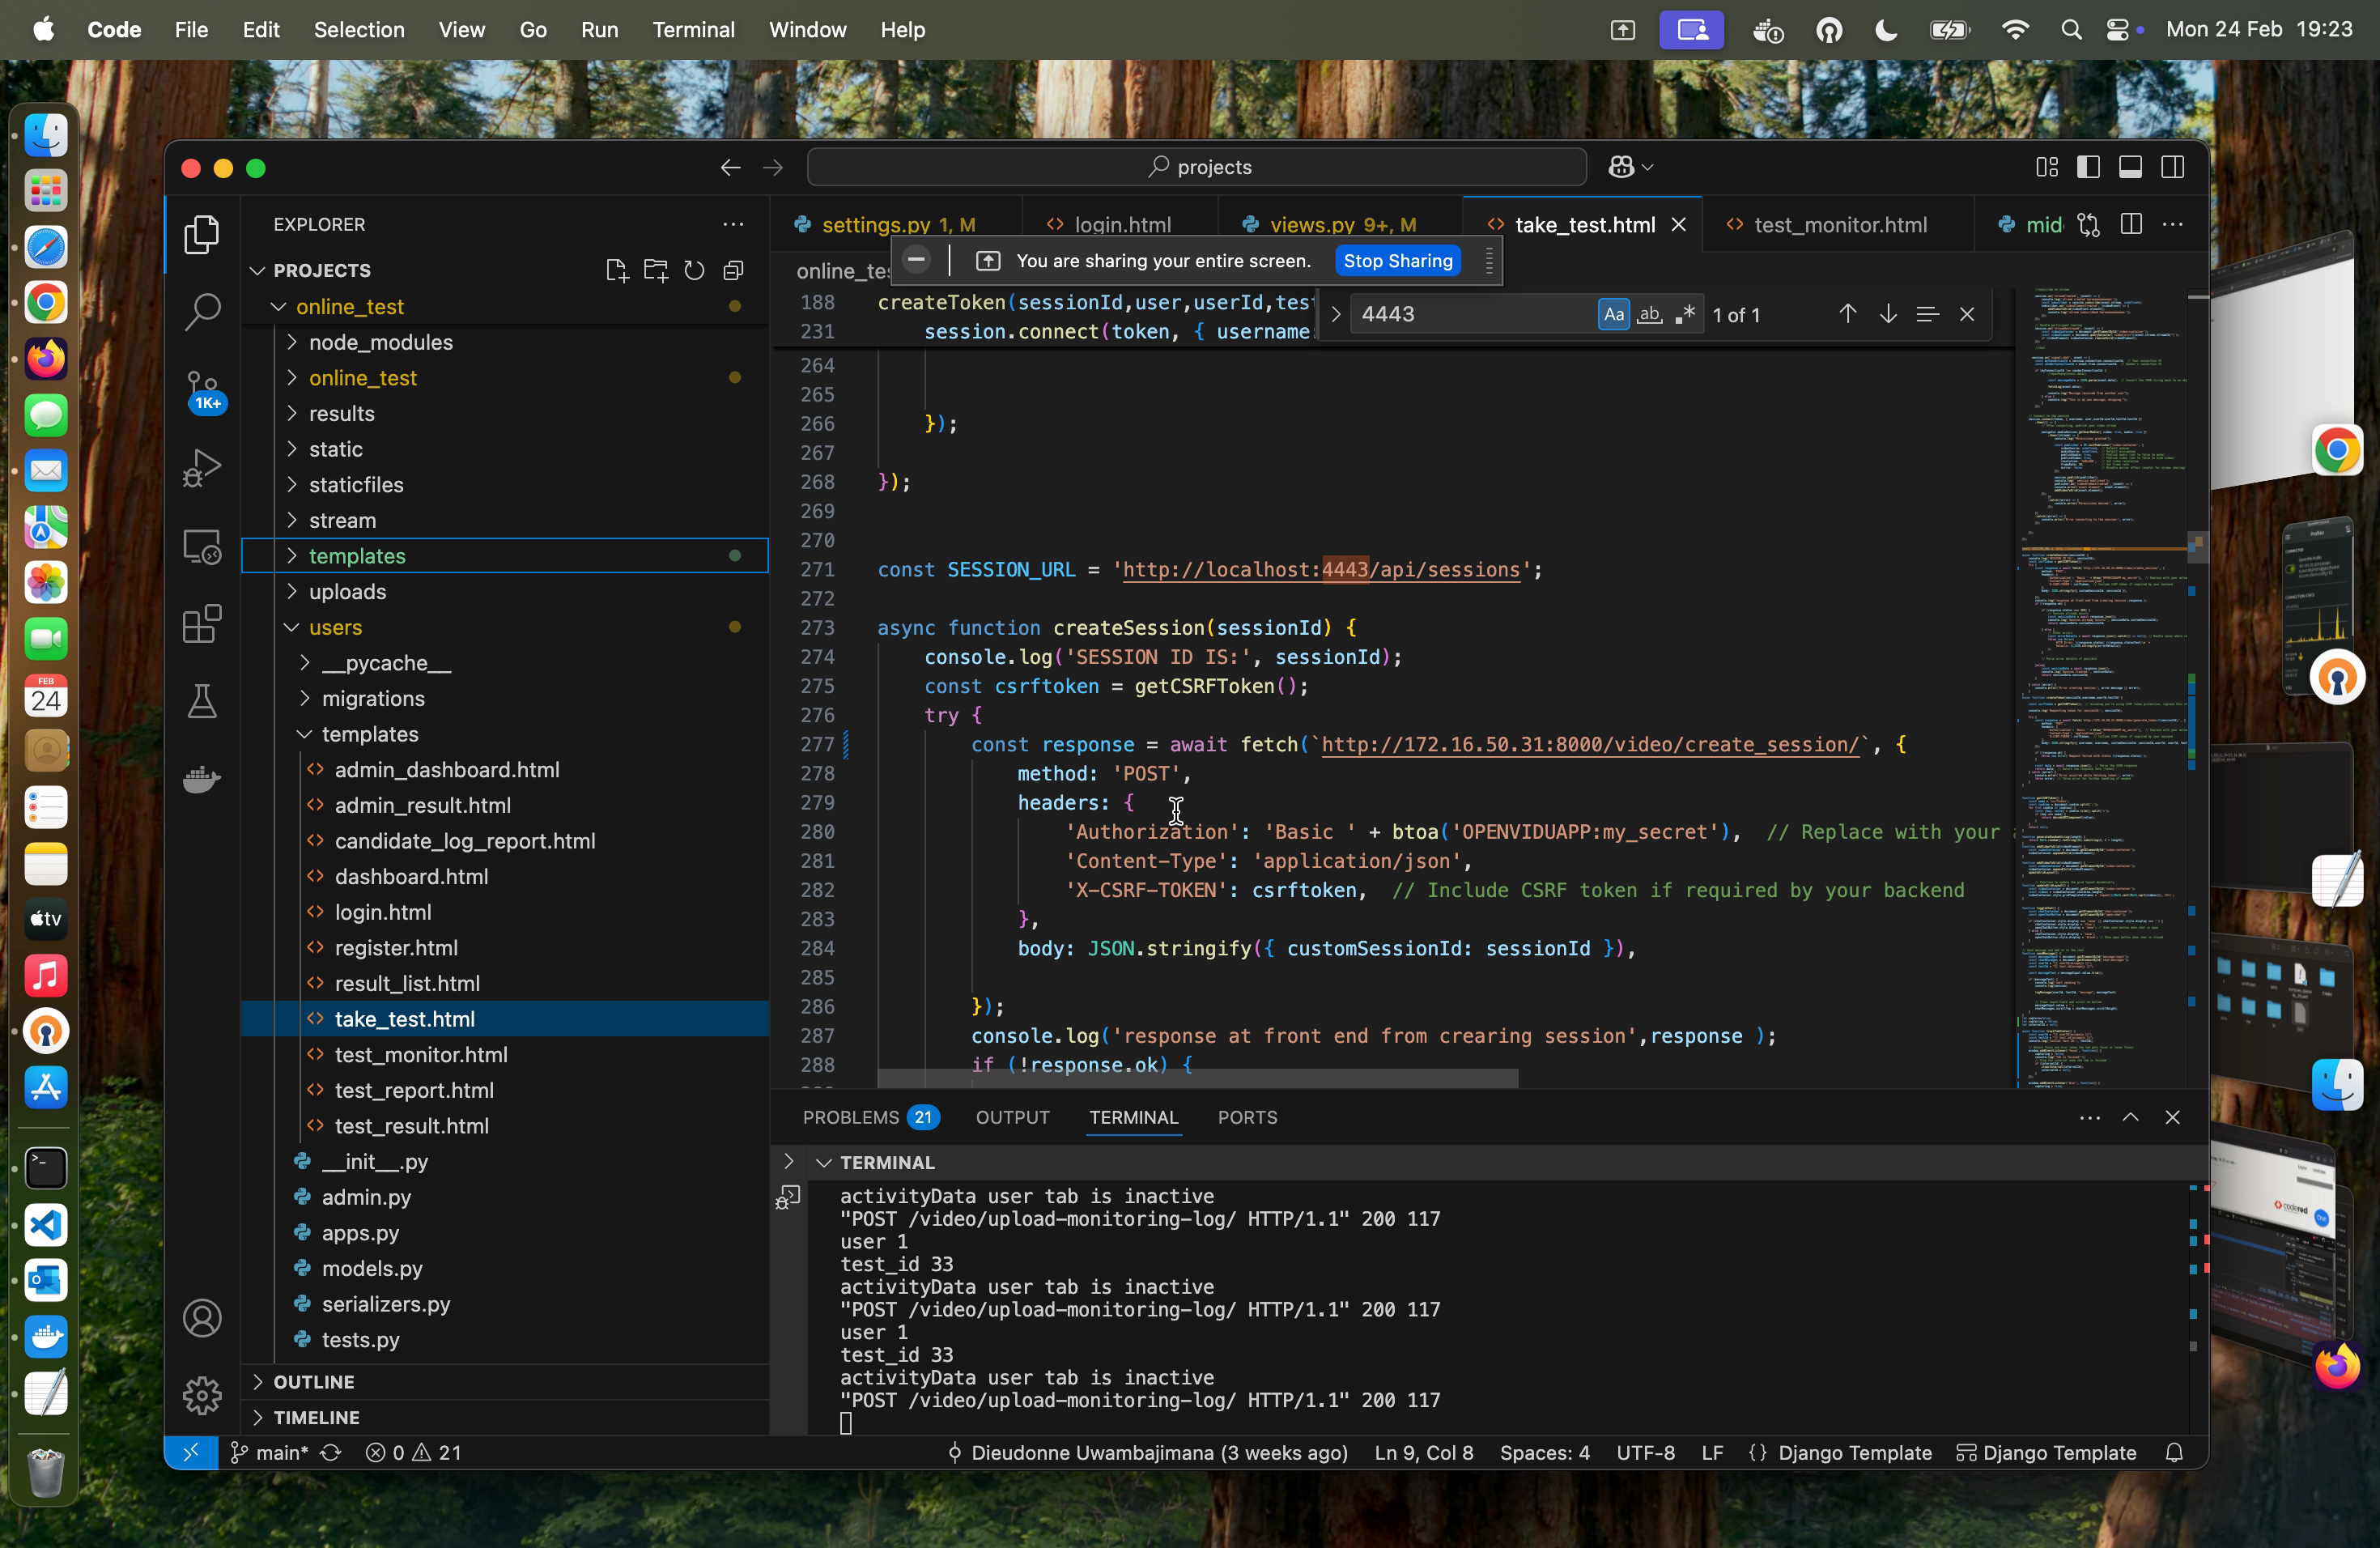 Code File Edit Selection View Go Run Terminal Window Help Mon 24 Feb 19:23
projects
EXPLORER
PROJECTS
online_test
node_modules
online_test
results
static
staticfiles
stream
templates
uploads
users
__pycache__
migrations
templates
admin_dashboard.html
admin_result.html
candidate_log_report.html
dashboard.html
login.html
register.html
result_list.html
take_test.html
test_monitor.html
test_report.html
test_result.html
__init__.py
admin.py
apps.py
models.py
serializers.py
tests.py
OUTLINE
TIMELINE
1K+
FEB
24
tv
settings.py 1, M login.html views.py 9+, M take_test.html test_monitor.html mid
You are sharing your entire screen. Stop Sharing
online_te
4443 Aa ab 1 of 1
188 createToken(sessionId,user,userId,test
231 session.connect(token, { username:
264
265
266 });
267
268 });
269
270
271 const SESSION_URL = 'http://localhost:4443/api/sessions';
272
273 async function createSession(sessionId) {
274 console.log('SESSION ID IS:', sessionId);
275 const csrftoken = getCSRFToken();
276 try {
277 const response = await fetch(`http://172.16.50.31:8000/video/create_session/`, {
278 method: 'POST',
279 headers: {
280 'Authorization': 'Basic ' + btoa('OPENVIDUAPP:my_secret'), // Replace with your
281 'Content-Type': 'application/json',
282 'X-CSRF-TOKEN': csrftoken, // Include CSRF token if required by your backend
283 },
284 body: JSON.stringify({ customSessionId: sessionId }),
285
286 });
287 console.log('response at front end from crearing session',response );
288 if (!response.ok) {
PROBLEMS 21 OUTPUT TERMINAL PORTS
TERMINAL
activityData user tab is inactive
"POST /video/upload-monitoring-log/ HTTP/1.1" 200 117
user 1
test_id 33
activityData user tab is inactive
"POST /video/upload-monitoring-log/ HTTP/1.1" 200 117
user 1
test_id 33
activityData user tab is inactive
"POST /video/upload-monitoring-log/ HTTP/1.1" 200 117
main* 0 21 Dieudonne Uwambajimana (3 weeks ago) Ln 9, Col 8 Spaces: 4 UTF-8 LF {} Django Template Django Template